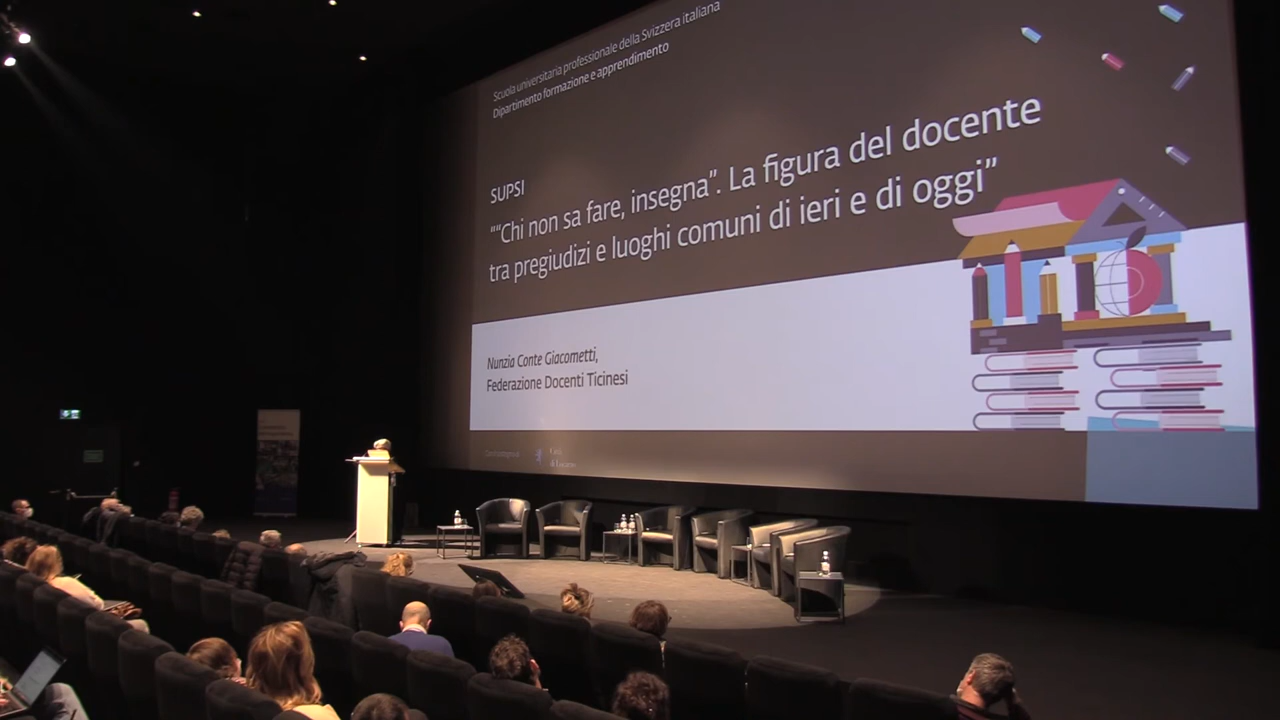 Scuola universitaria professionale della Svizzera italiana
Dipartimento formazione e apprendimento
SUPSI
““Chi non sa fare, insegna”. La figura del docente
tra pregiudizi e luoghi comuni di ieri e di oggi”
Nunzia Conte Giacometti,
Federazione Docenti Ticinesi